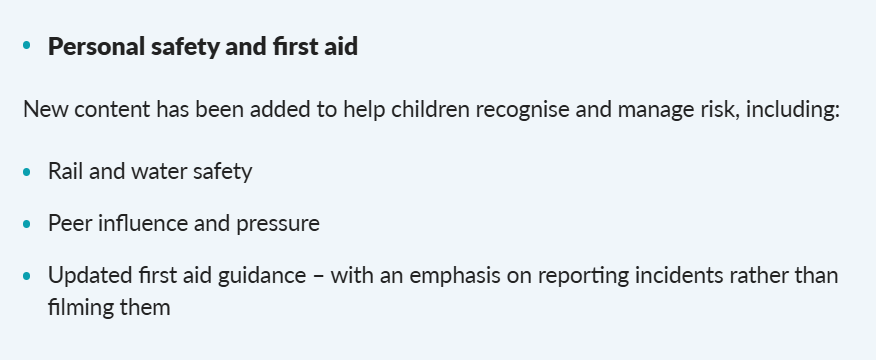 • Personal safety and first aid
New content has been added to help children recognise and manage risk, including:
• Rail and water safety
• Peer influence and pressure
• Updated first aid guidance – with an emphasis on reporting incidents rather than
filming them